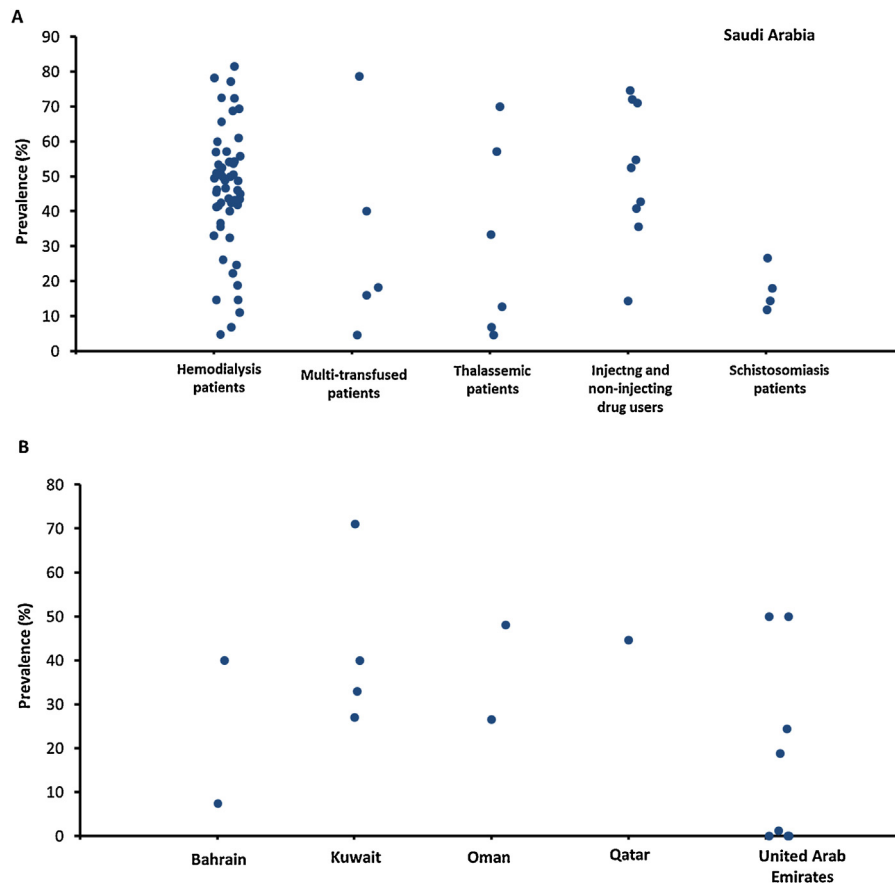 A
Saudi Arabia
Prevalence (%)
90
80
70
60
50
40
30
20
10
0
Hemodialysis
patients
Multi-transfused
patients
Thalassemic
patients
Injectng and
non-injecting
drug users
Schistosomiasis
patients
B
Prevalence (%)
80
70
60
50
40
30
20
10
0
Bahrain
Kuwait
Oman
Qatar
United Arab
Emirates